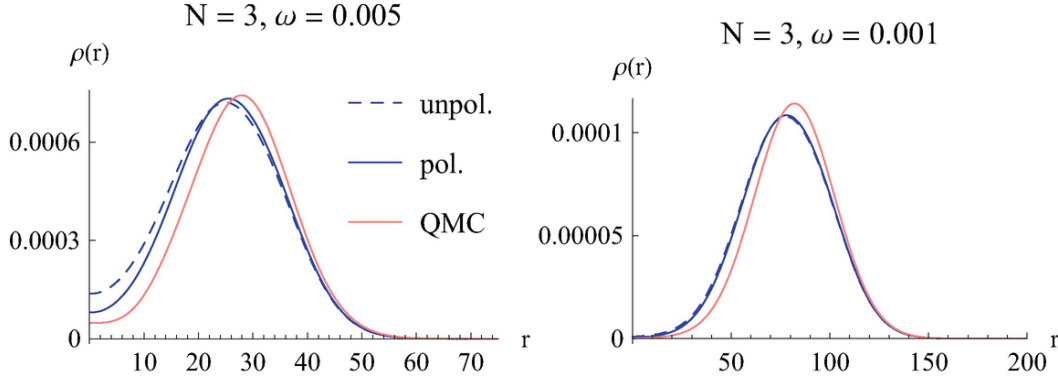 N = 3, ω = 0.005
ρ(r)
0.0006
0.0003
0
10 20 30 40 50 60 70 r
unpol.
pol.
QMC
N = 3, ω = 0.001
ρ(r)
0.0001
0.00005
0
50 100 150 200 r